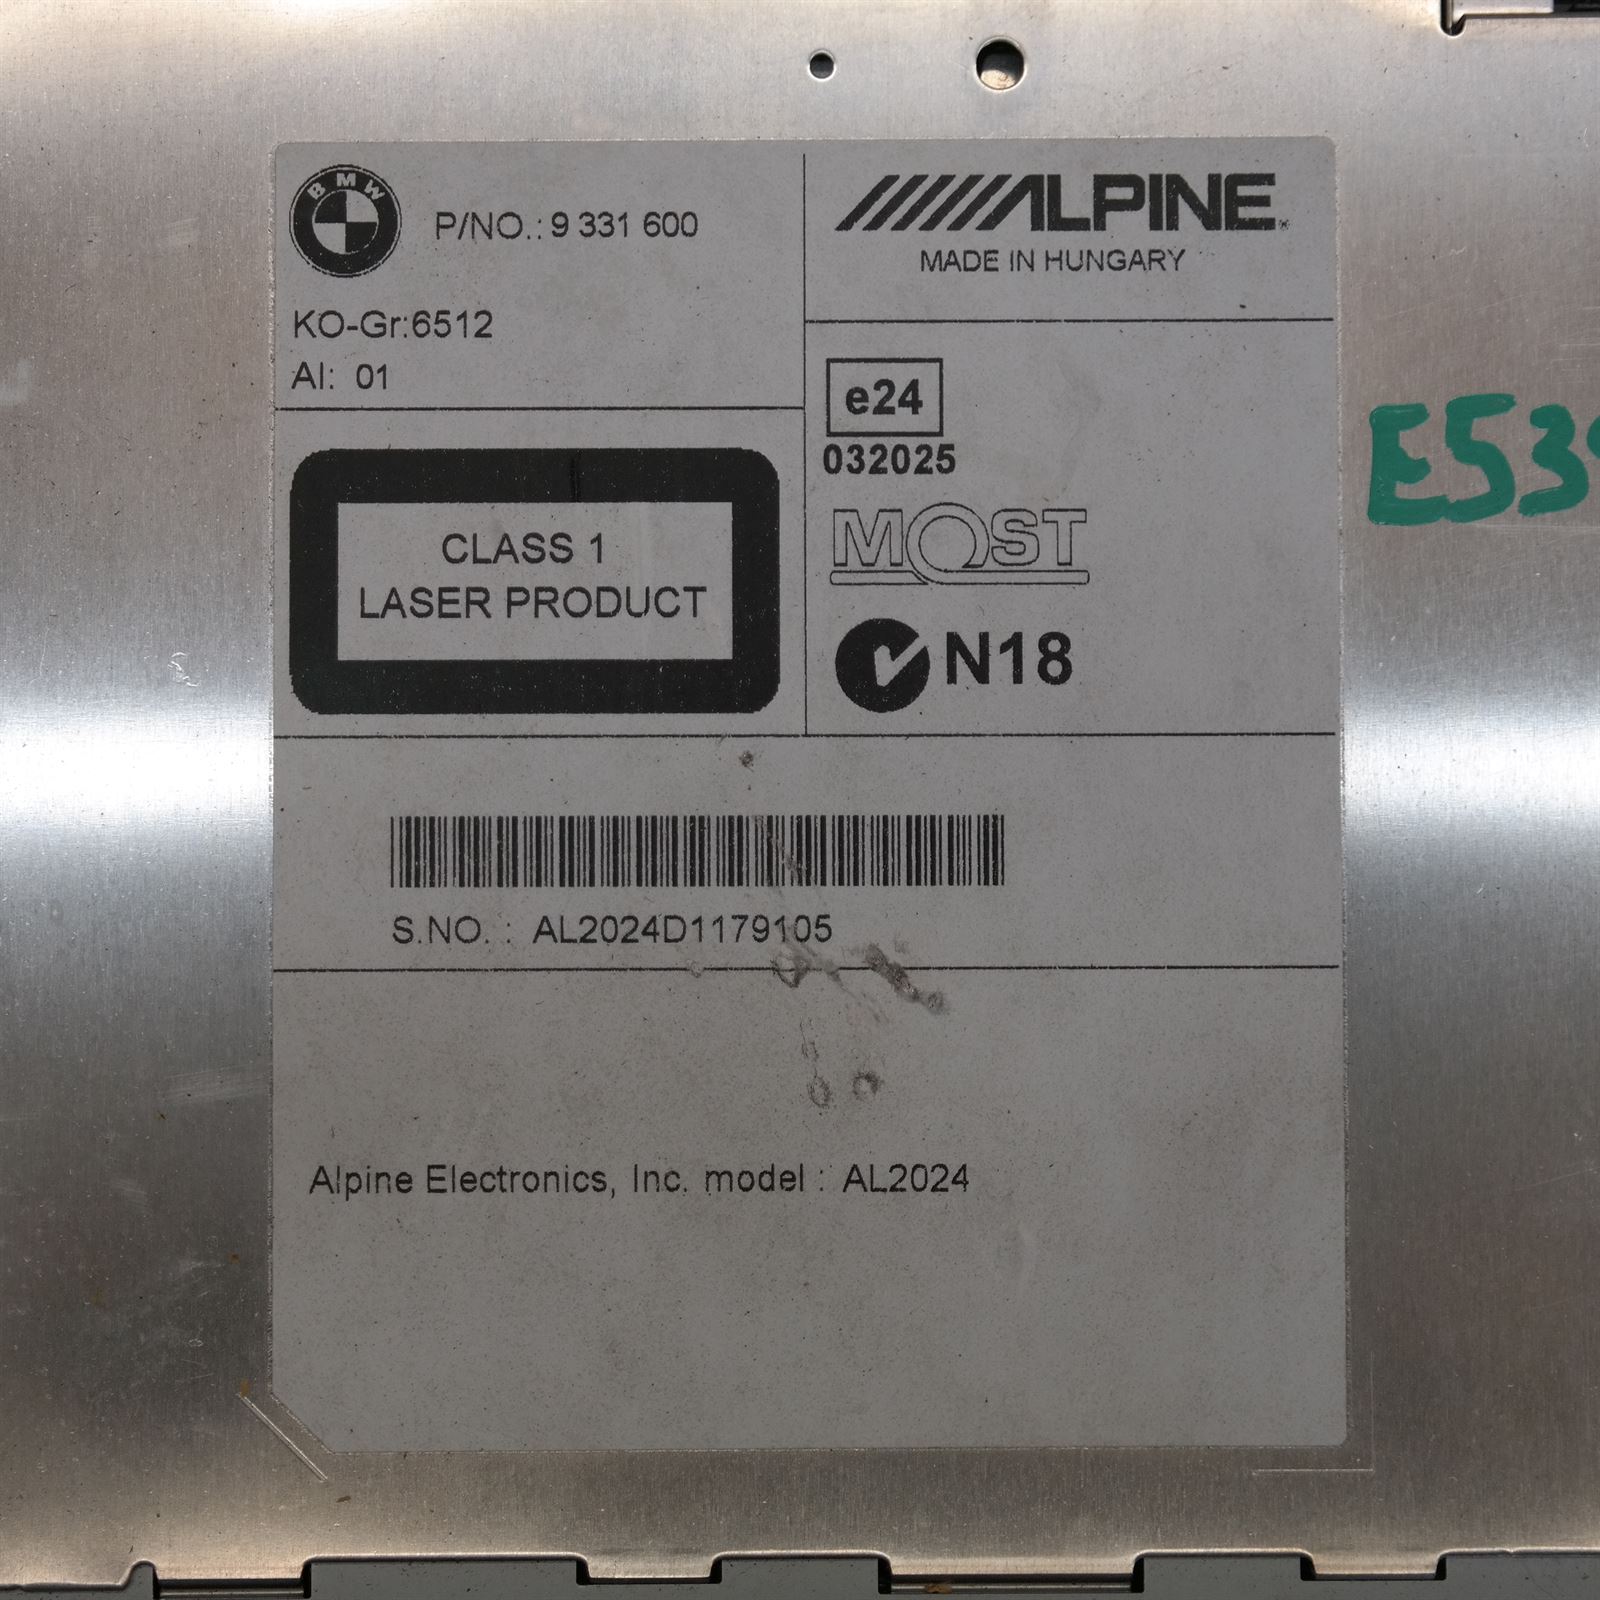 BMW
P/NO.: 9 331 600
KO-Gr:6512
AI: 01
ALPINE
MADE IN HUNGARY
e24
032025
MOST
N18
CLASS 1
LASER PRODUCT
S.NO. : AL2024D1179105
Alpine Electronics, Inc. model : AL2024
E539